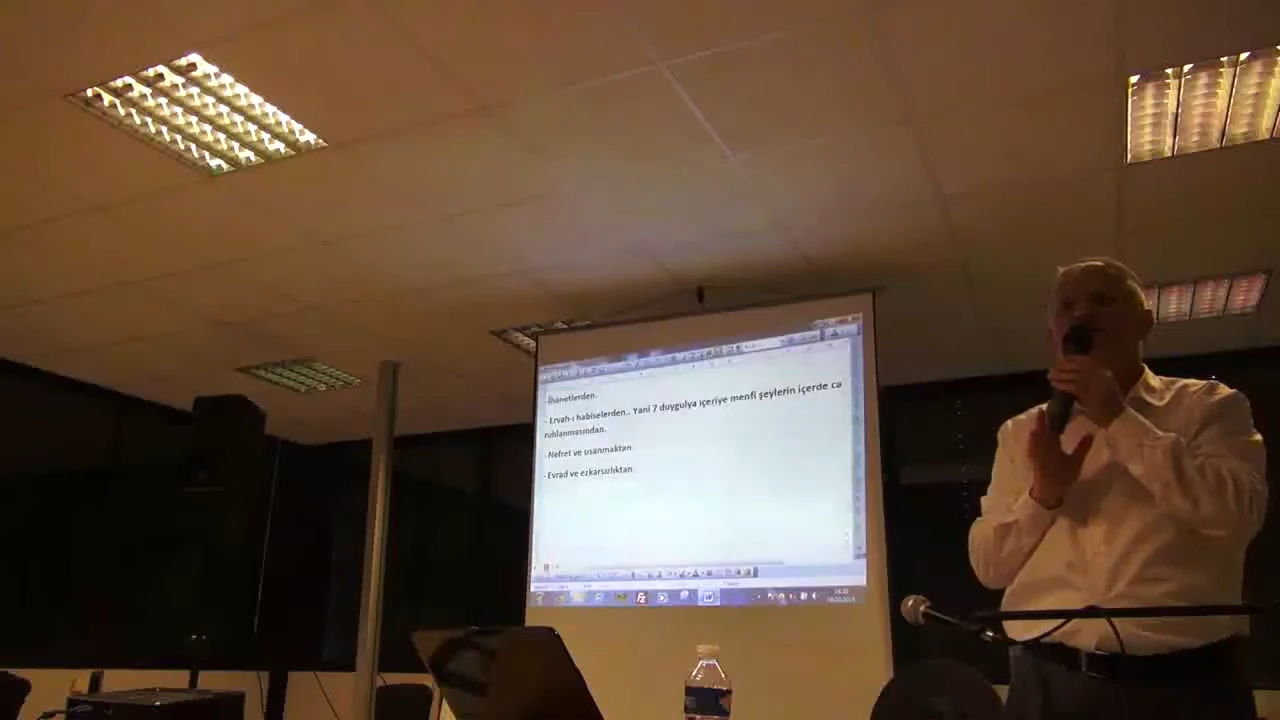 -İhanetlerden.
- Ervah-ı habiselerden.. Yani 7 duygulya içeriye menfi şeylerin içerde ca
ruhlanmasından.
-Nefret ve usanmaktan.
- Evrad ve ezkarsızlıktan.